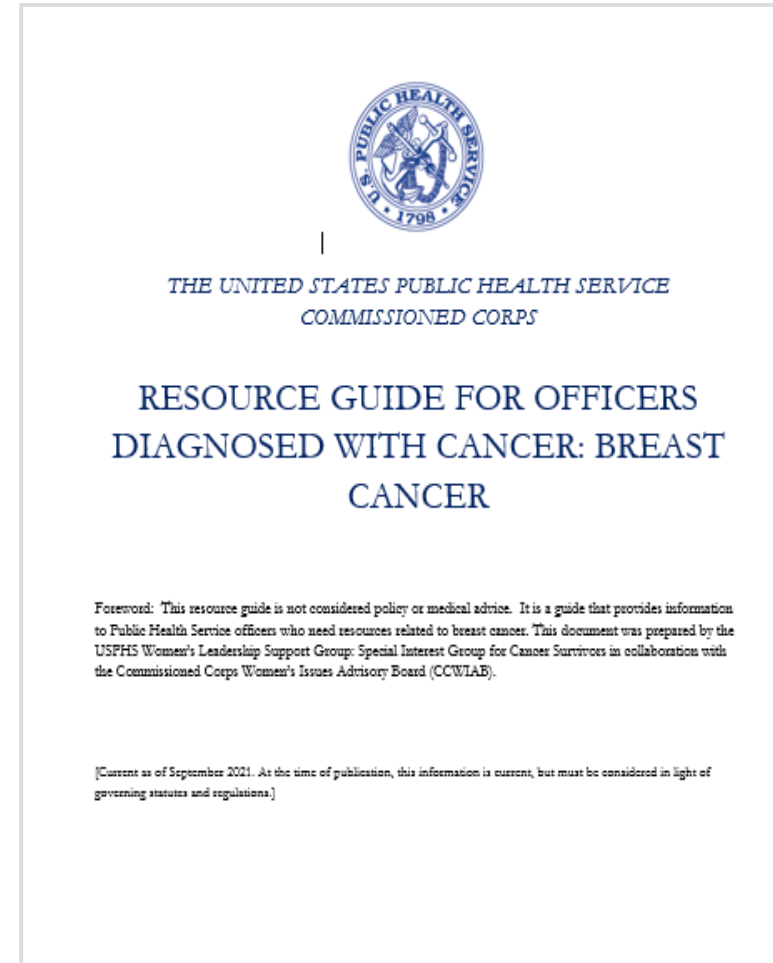 U.S. PUBLIC HEALTH SERVICE
• 1798 •
THE UNITED STATES PUBLIC HEALTH SERVICE
COMMISSIONED CORPS
RESOURCE GUIDE FOR OFFICERS
DIAGNOSED WITH CANCER: BREAST
CANCER
Foreword: This resource guide is not considered policy or medical advice. It is a guide that provides information
to Public Health Service officers who need resources related to breast cancer. This document was prepared by the
USPHS Women's Leadership Support Group: Special Interest Group for Cancer Survivors in collaboration with
the Commissioned Corps Women's Issues Advisory Board (CCWIAB).
[Current as of September 2021. At the time of publication, this information is current, but must be considered in light of
governing statutes and regulations.]